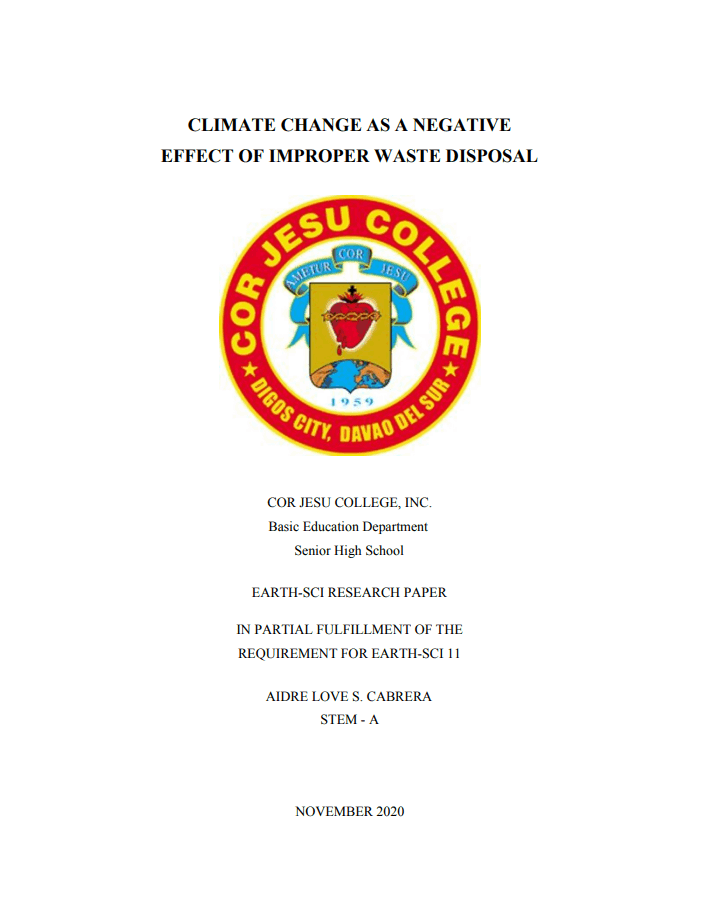 CLIMATE CHANGE AS A NEGATIVE
EFFECT OF IMPROPER WASTE DISPOSAL
COR JESU COLLEGE
AMETUR COR JESU
1959
DIGOS CITY, DAVAO DEL SUR
COR JESU COLLEGE, INC.
Basic Education Department
Senior High School
EARTH-SCI RESEARCH PAPER
IN PARTIAL FULFILLMENT OF THE
REQUIREMENT FOR EARTH-SCI 11
AIDRE LOVE S. CABRERA
STEM - A
NOVEMBER 2020